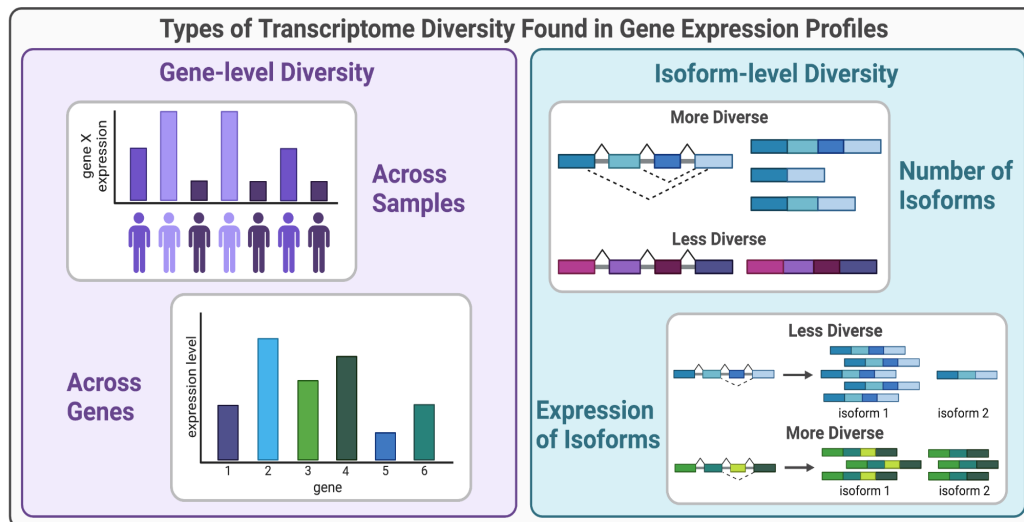 Types of Transcriptome Diversity Found in Gene Expression Profiles
Gene-level Diversity
gene X
expression
Across
Samples
Across
Genes
expression level
1 2 3 4 5 6
gene
Isoform-level Diversity
More Diverse
Less Diverse
Number of
Isoforms
Expression
of Isoforms
Less Diverse
isoform 1 isoform 2
More Diverse
isoform 1 isoform 2